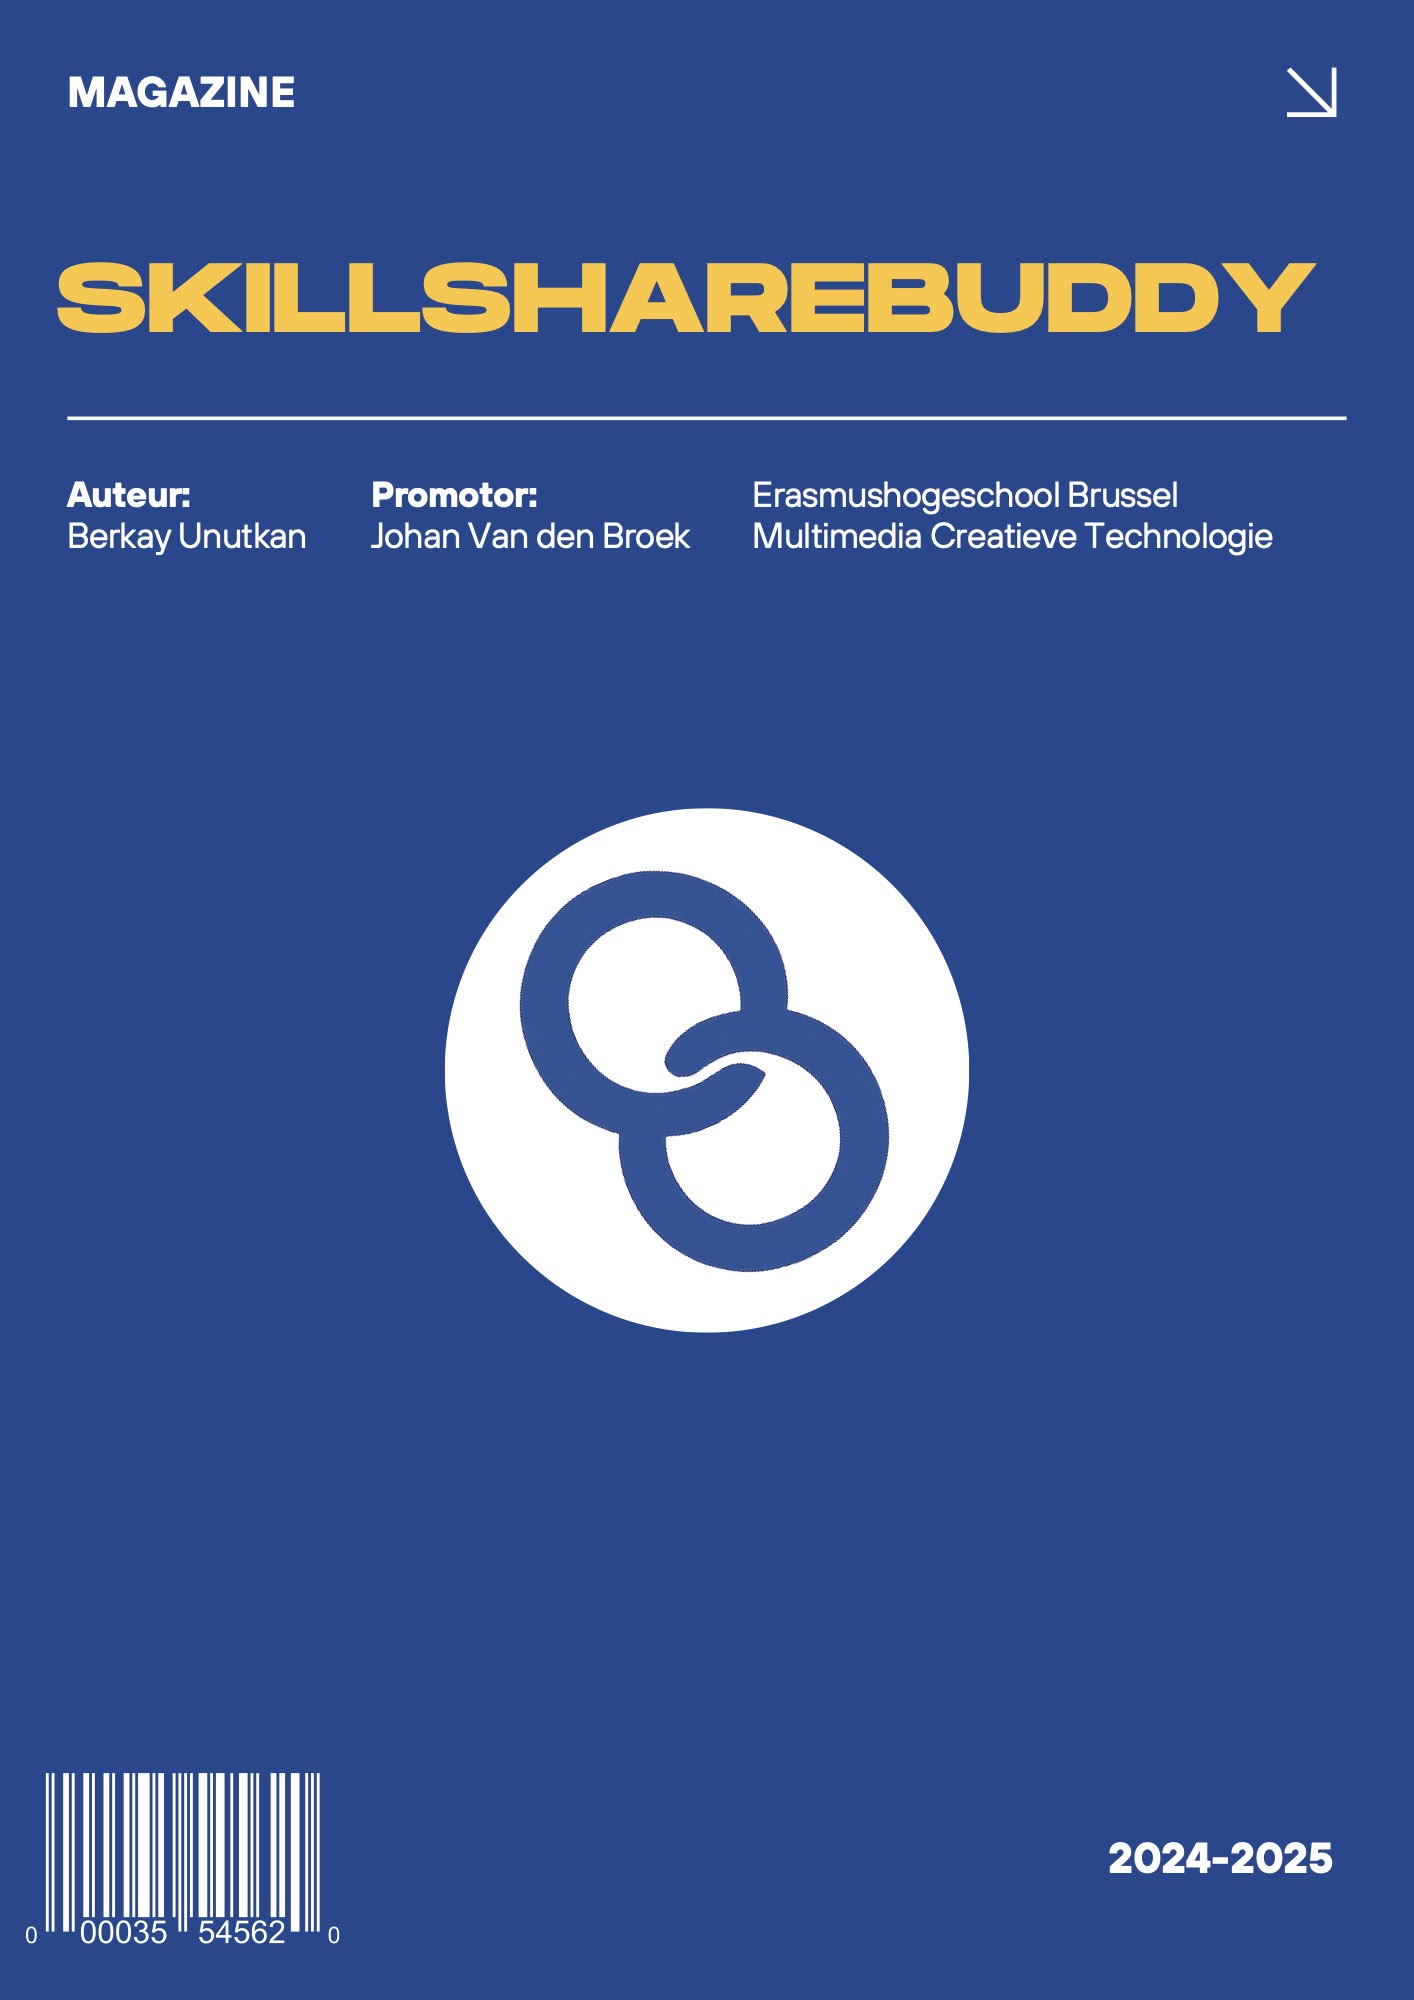 MAGAZINE
SKILLSHAREBUDDY
Auteur:
Berkay Unutkan
Promotor:
Johan Van den Broek
Erasmushogeschool Brussel
Multimedia Creatieve Technologie
2024-2025
0 00035 54562 0